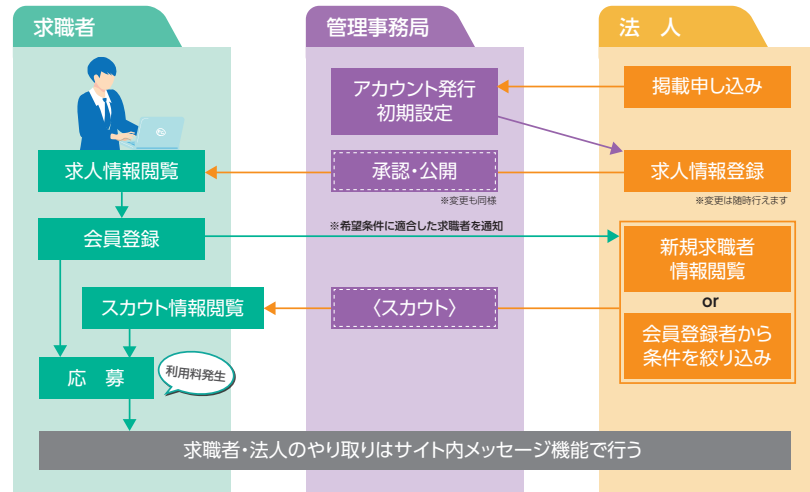 求職者
管理事務局
法　人
アカウント発行
初期設定
掲載申し込み
求人情報閲覧
承認・公開
求人情報登録
※変更も同様
※変更は随時行えます
会員登録
※希望条件に適合した求職者を通知
新規求職者
情報閲覧
or
会員登録者から
条件を絞り込み
スカウト情報閲覧
〈スカウト〉
応　募
利用料発生
求職者・法人のやり取りはサイト内メッセージ機能で行う